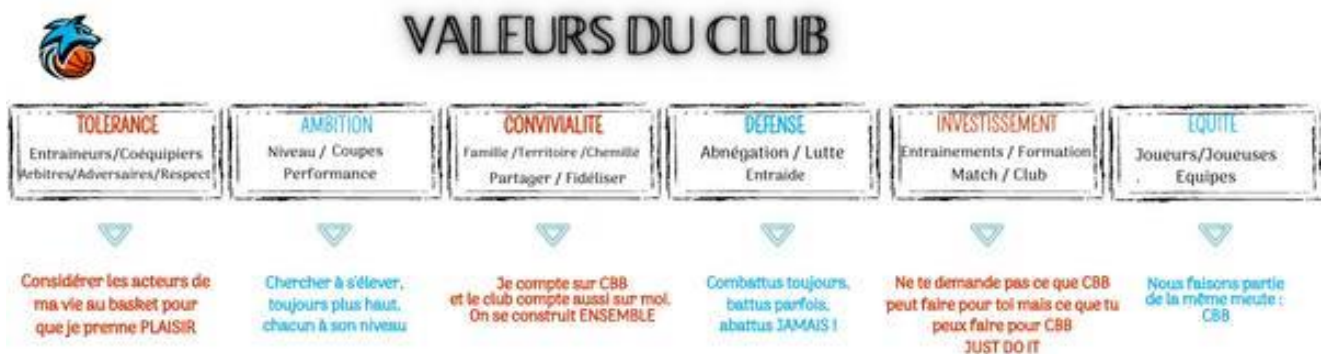 VALEURS DU CLUB
TOLERANCE
Entraineurs/Coéquipiers
Arbitres/Adversaires/Respect
Considérer les acteurs de
ma vie au basket pour
que je prenne PLAISIR
AMBITION
Niveau / Coupes
Performance
Chercher à s'élever,
toujours plus haut,
chacun à son niveau
CONVIVIALITE
Famille /Territoire /Chemillé
Partager / Fidéliser
Je compte sur CBB
et le club compte aussi sur moi.
On se construit ENSEMBLE
DEFENSE
Abnégation / Lutte
Entraide
Combattus toujours,
battus parfois,
abattus JAMAIS !
INVESTISSEMENT
Entrainements / Formation
Match / Club
Ne te demande pas ce que CBB
peut faire pour toi mais ce que tu
peux faire pour CBB
JUST DO IT
EQUITE
Joueurs/Joueuses
. Equipes
Nous faisons partie
de la même meute :
CBB